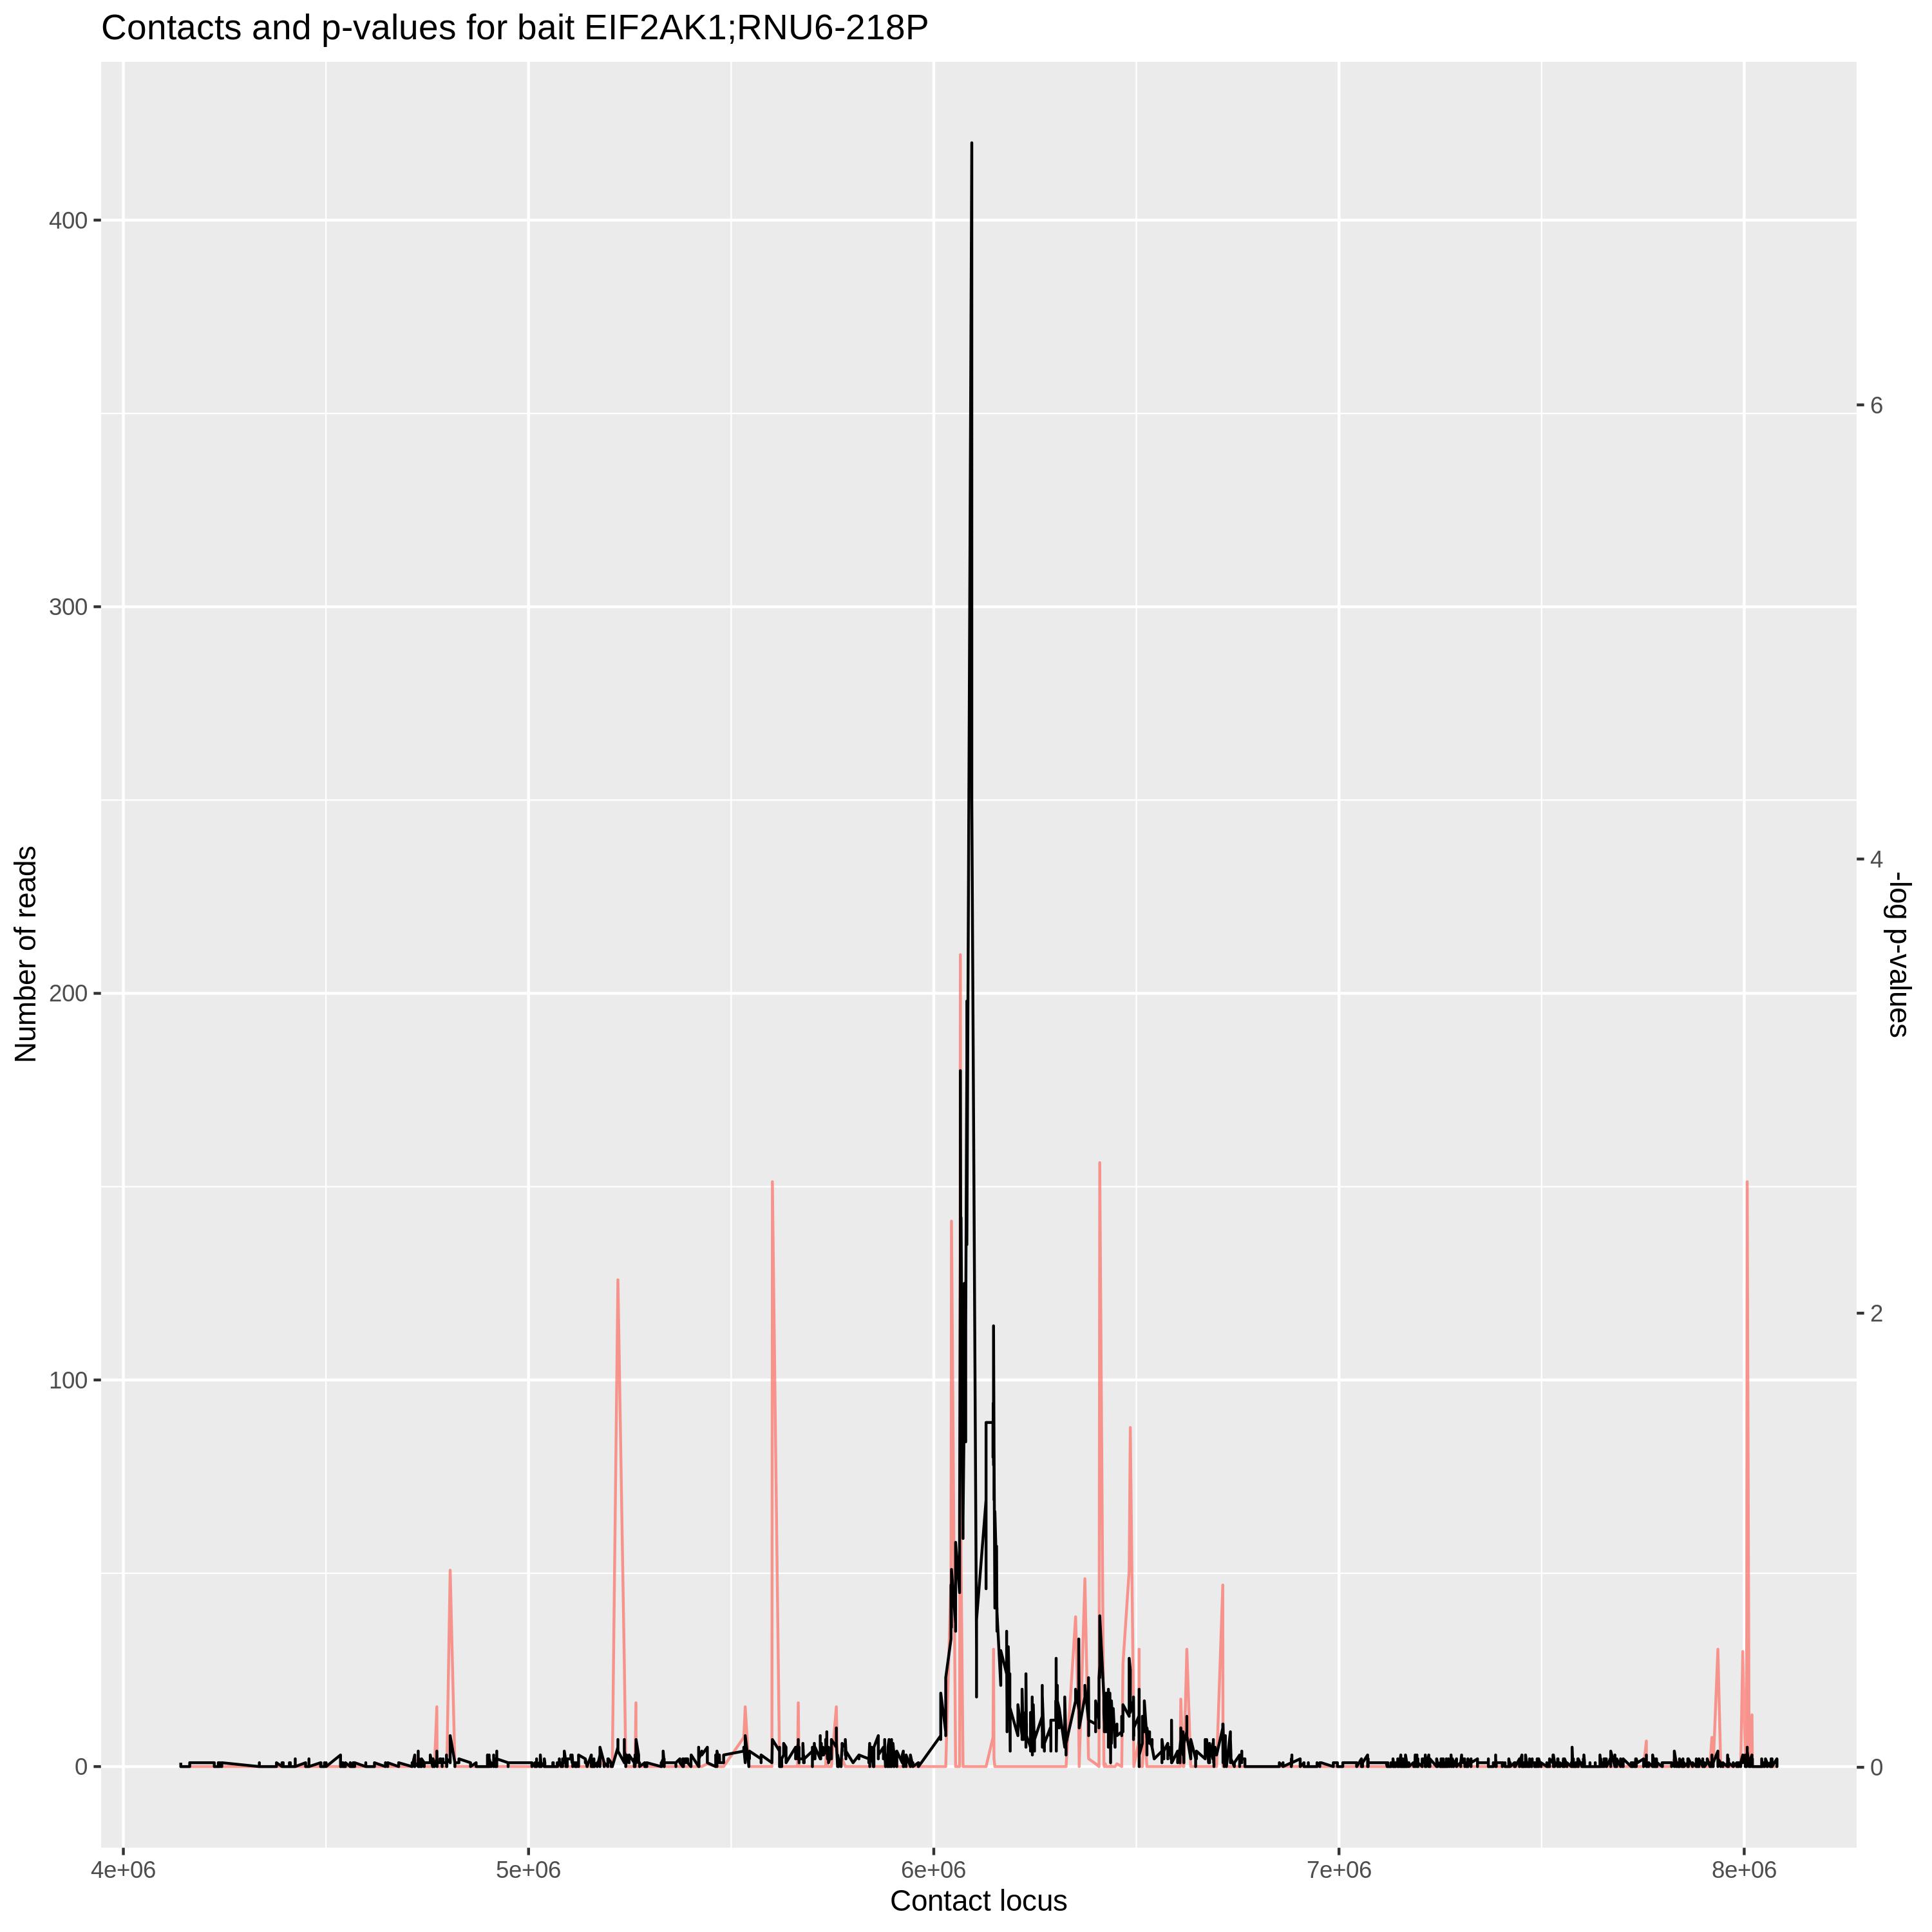 Contacts and p-values for bait EIF2AK1;RNU6-218P
400
300
200
100
0
Number of reads
6
4
2
0
-log p-values
4e+06
5e+06
6e+06
7e+06
8e+06
Contact locus